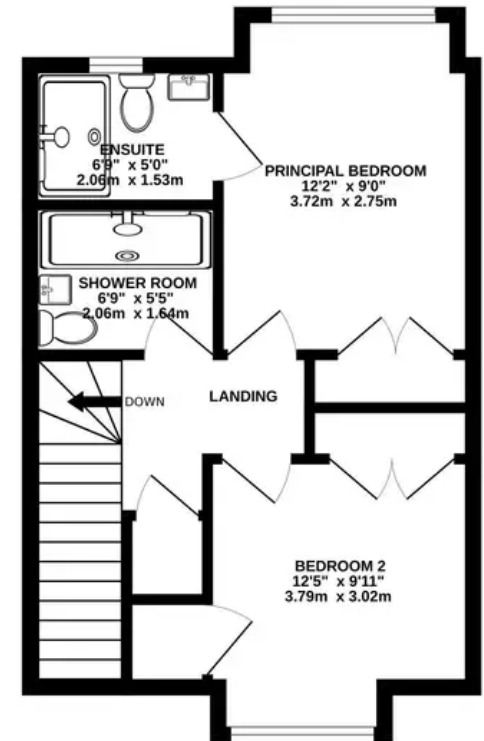 ENSUITE
6'9" x 5'0"
2.06m x 1.53m
PRINCIPAL BEDROOM
12'2" x 9'0"
3.72m x 2.75m
SHOWER ROOM
6'9" x 5'5"
2.06m x 1.64m
DOWN
LANDING
BEDROOM 2
12'5" x 9'11"
3.79m x 3.02m